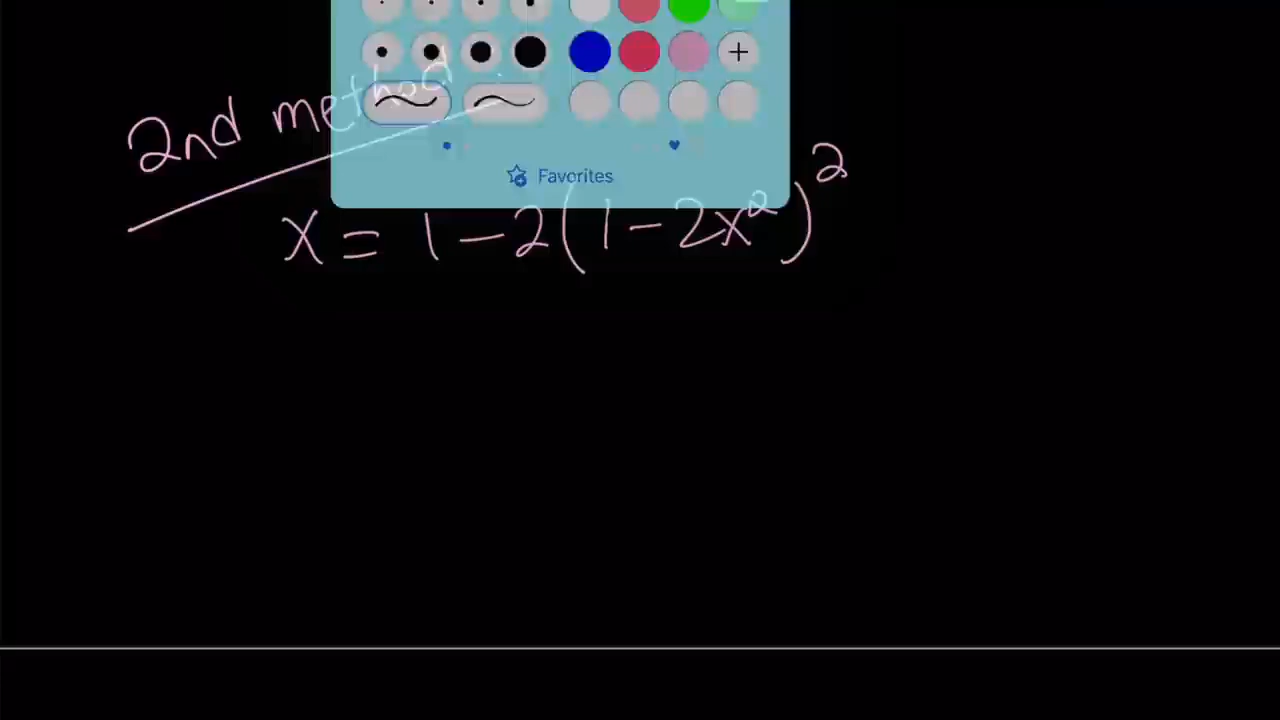 2nd method
Favorites
x = 1 - 2(1 - 2x²)²